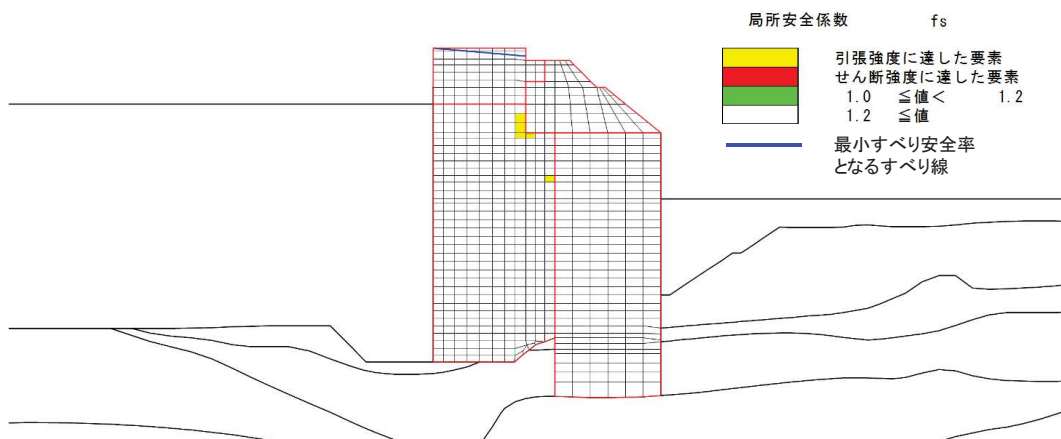 局所安全係数 fs
引張強度に達した要素
せん断強度に達した要素
1.0 ≦値< 1.2
1.2 ≦値
最小すべり安全率
となるすべり線